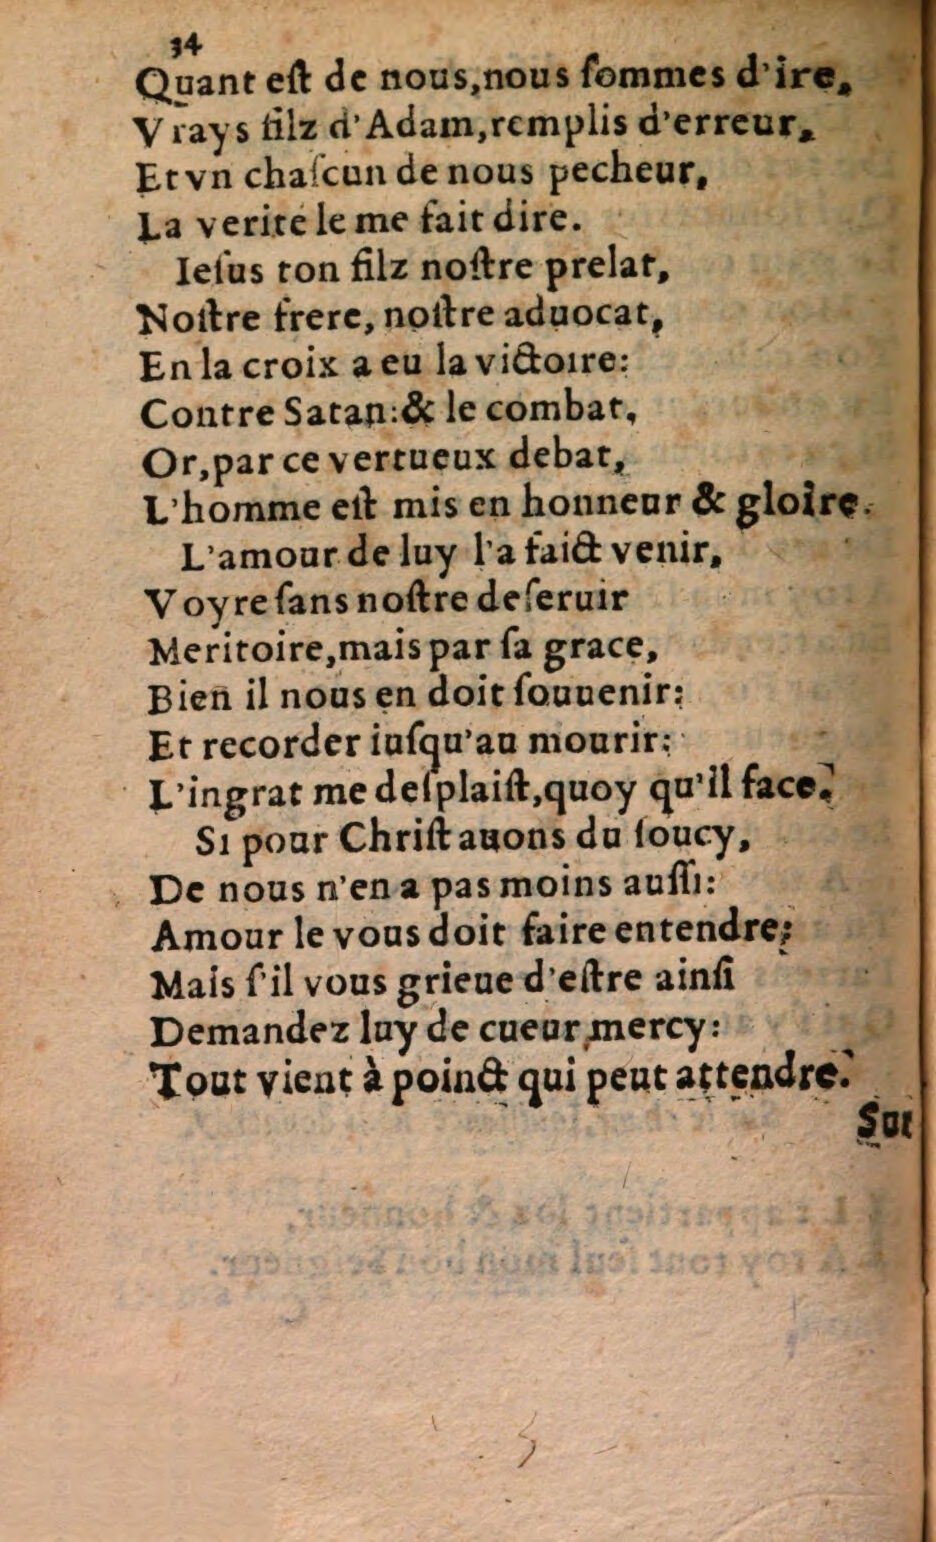 34
Quant eſt de nous,nous ſommes d'ire,
Vrays filz d'Adam,remplis d'erreur,
Et vn chaſcun de nous pecheur,
La verité le me fait dire.
Ieſus ton filz noſtre prelat,
Noſtre frere, noſtre aduocat,
En la croix a eu la victoire:
Contre Satan:& le combat,
Or,par ce vertueux debat,
L'homme eſt mis en honneur & gloire.
L'amour de luy l'a faict venir,
Voyre ſans noſtre deſeruir
Meritoire,mais par ſa grace,
Bien il nous en doit ſouuenir:
Et recorder iuſqu'au mourir:
L'ingrat me deſplaiſt,quoy qu'il face.
Si pour Chriſt auons du ſoucy,
De nous n'en a pas moins auſſi:
Amour le vous doit faire entendre:
Mais ſ'il vous grieue d'eſtre ainſi
Demandez luy de cueur,mercy:
Tout vient à poinct qui peut attendre.
Sur